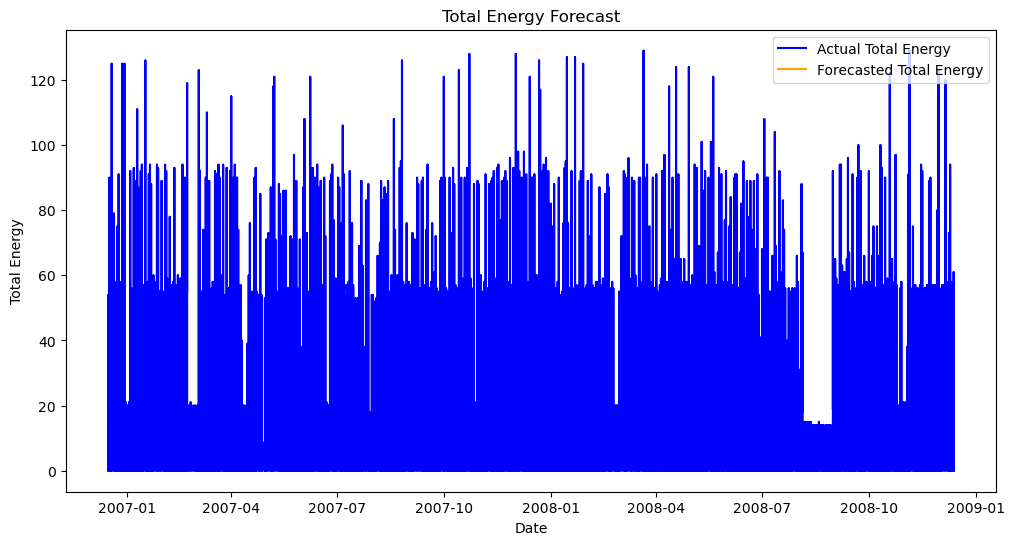 Total Energy Forecast
Actual Total Energy
Forecasted Total Energy
120
100
80
60
40
20
0
Total Energy
2007-01 2007-04 2007-07 2007-10 2008-01 2008-04 2008-07 2008-10 2009-01
Date